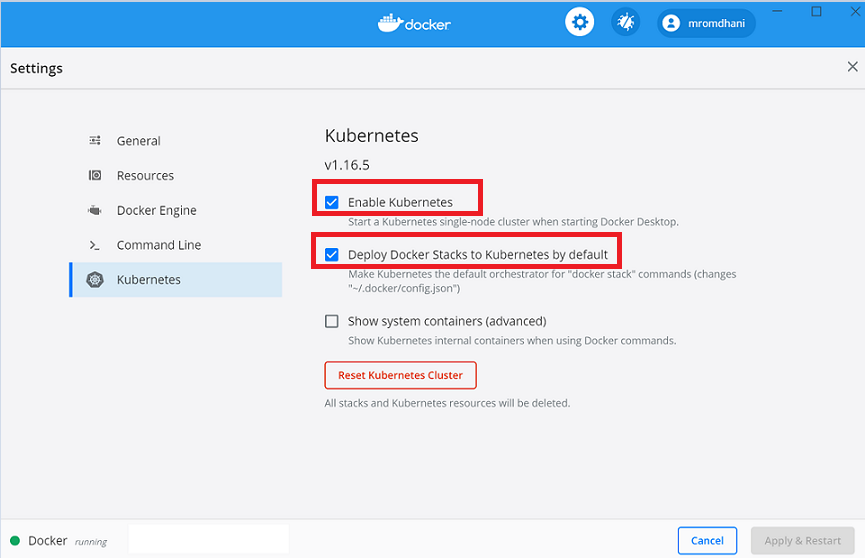 docker
mromdhani
Settings
General
Resources
Docker Engine
Command Line
Kubernetes
Kubernetes
v1.16.5
Enable Kubernetes
Start a Kubernetes single-node cluster when starting Docker Desktop.
Deploy Docker Stacks to Kubernetes by default
Make Kubernetes the default orchestrator for "docker stack" commands (changes
"~/.docker/config.json")
Show system containers (advanced)
Show Kubernetes internal containers when using Docker commands.
Reset Kubernetes Cluster
All stacks and Kubernetes resources will be deleted.
Docker running
Cancel
Apply & Restart